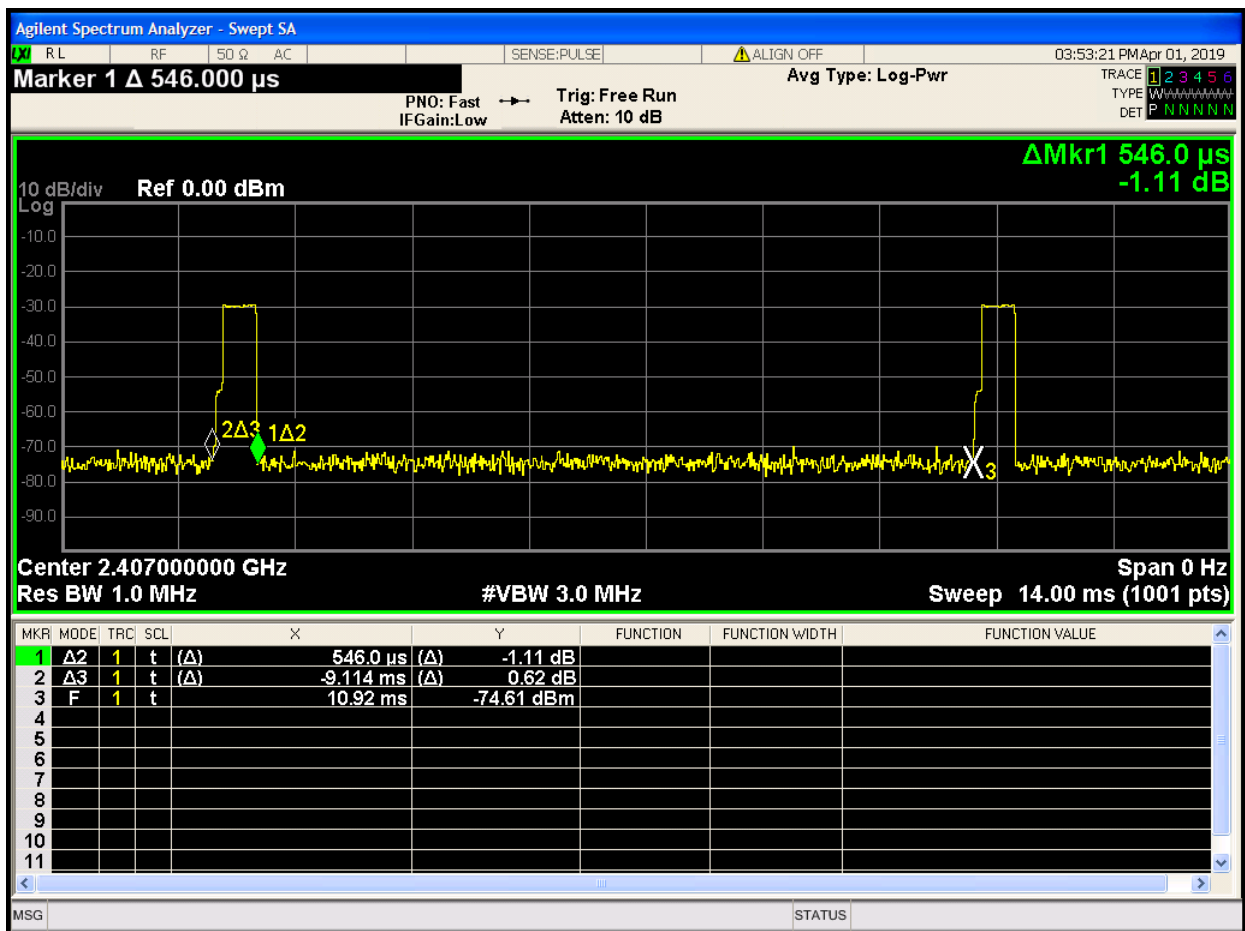 Agilent Spectrum Analyzer - Swept SA
LXI RL RF 50 Ω AC SENSE:PULSE ALIGN OFF 03:53:21 PM Apr 01, 2019
Marker 1 Δ 546.000 µs
PNO: Fast
IFGain:Low
Trig: Free Run
Atten: 10 dB
Avg Type: Log-Pwr
TRACE 1 2 3 4 5 6
TYPE W
DET P N N N N N
ΔMkr1 546.0 µs
-1.11 dB
10 dB/div Ref 0.00 dBm
Log
-10.0
-20.0
-30.0
-40.0
-50.0
-60.0
-70.0
-80.0
-90.0
2Δ3 1Δ2
3
Center 2.407000000 GHz Span 0 Hz
Res BW 1.0 MHz #VBW 3.0 MHz Sweep 14.00 ms (1001 pts)
MKR MODE TRC SCL X Y FUNCTION FUNCTION WIDTH FUNCTION VALUE
1 Δ2 1 t (Δ) 546.0 µs (Δ) -1.11 dB
2 Δ3 1 t (Δ) -9.114 ms (Δ) 0.62 dB
3 F 1 t 10.92 ms -74.61 dBm
4
5
6
7
8
9
10
11
MSG STATUS